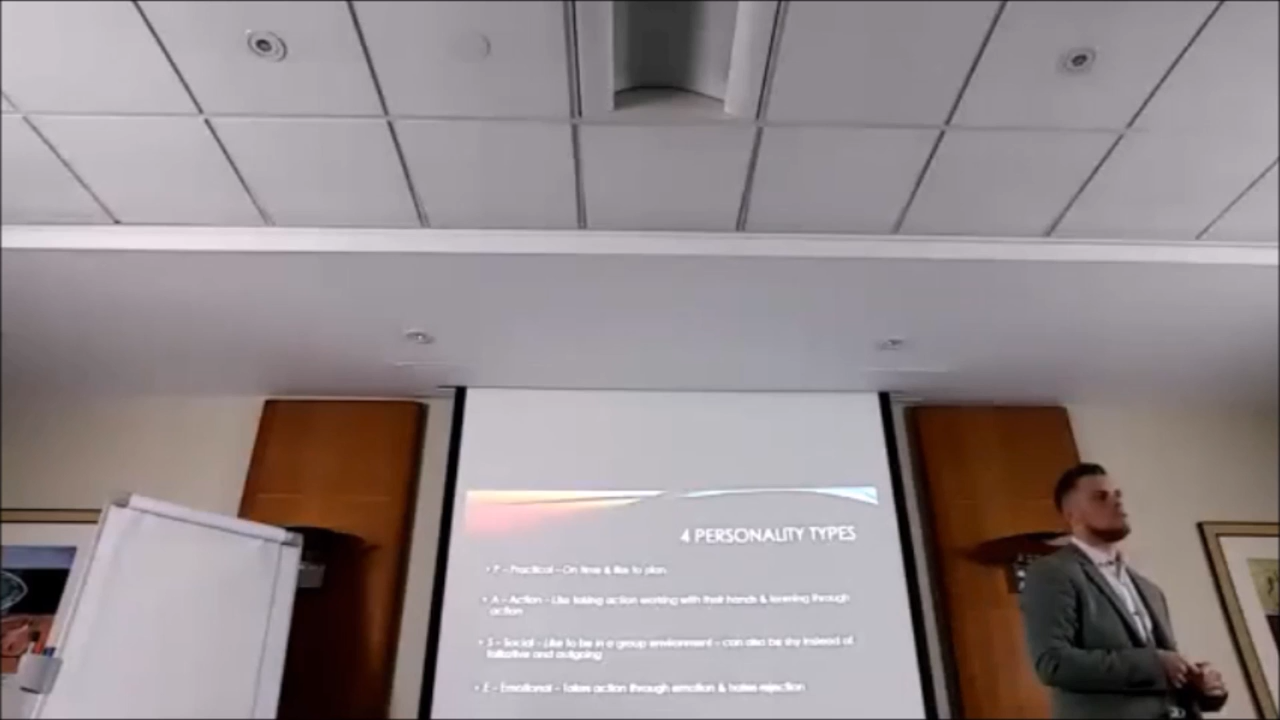 4 PERSONALITY TYPES
• P – Practical – On time & like to plan
• A – Action – Like taking action working with their hands & learning through
action
• S – Social – Like to be in a group environment – can also be shy instead of
talkative and outgoing
• E – Emotional – Takes action through emotion & hates rejection